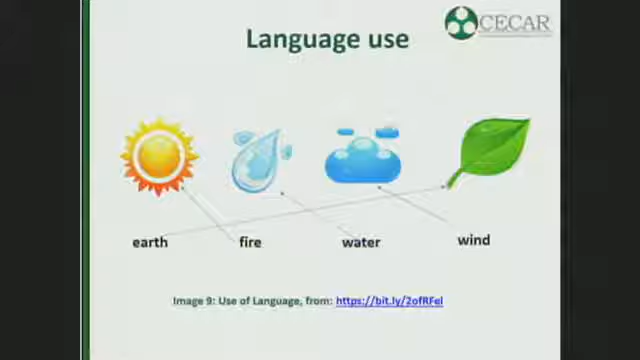 Language use
CECAR
earth fire water wind
Image 9: Use of Language, from: https://bit.ly/2ofRFel